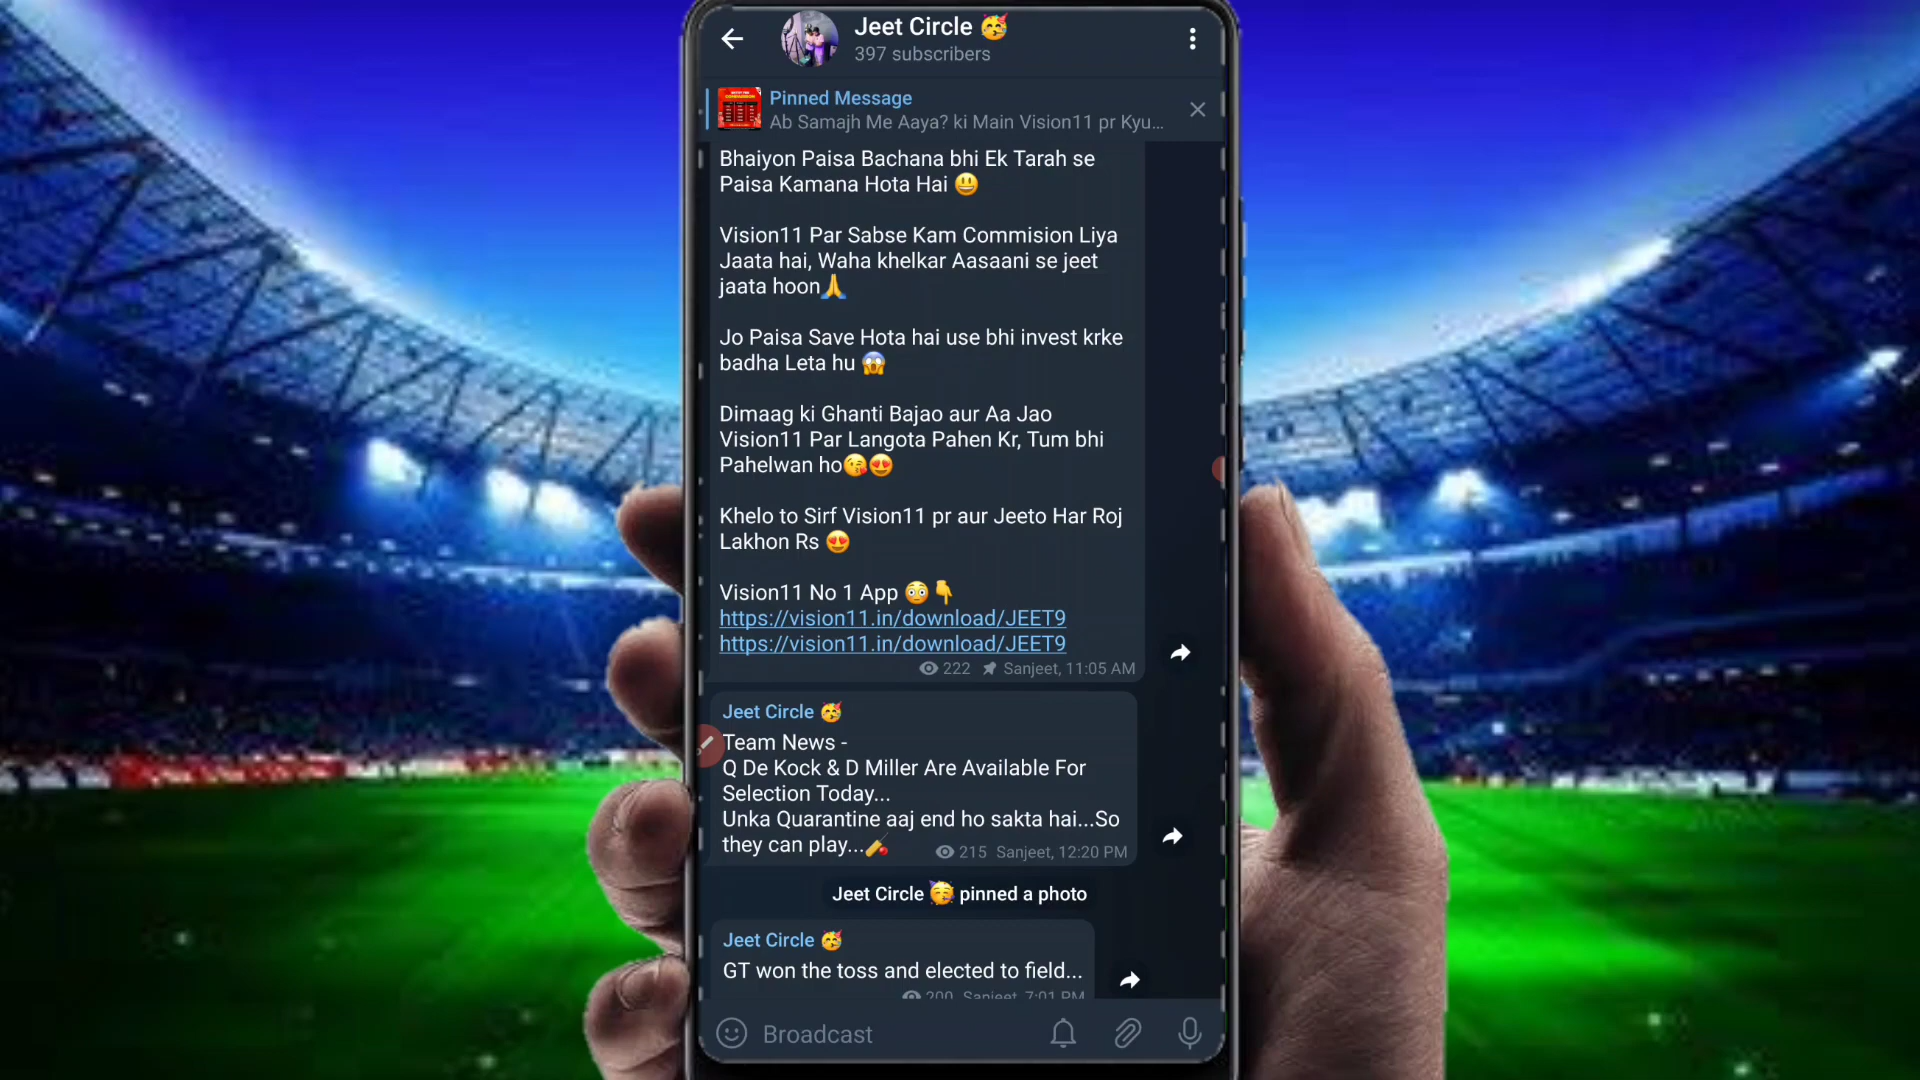 Jeet Circle 🥳
397 subscribers
Pinned Message
Ab Samajh Me Aaya? ki Main Vision11 pr Kyu...
Bhaiyon Paisa Bachana bhi Ek Tarah se
Paisa Kamana Hota Hai 😃
Vision11 Par Sabse Kam Commision Liya
Jaata hai, Waha khelkar Aasaani se jeet
jaata hoon🙏
Jo Paisa Save Hota hai use bhi invest krke
badha Leta hu 😱
Dimaag ki Ghanti Bajao aur Aa Jao
Vision11 Par Langota Pahen Kr, Tum bhi
Pahelwan ho😘😍
Khelo to Sirf Vision11 pr aur Jeeto Har Roj
Lakhon Rs 😍
Vision11 No 1 App 😳👇
https://vision11.in/download/JEET9
https://vision11.in/download/JEET9
222 Sanjeet, 11:05 AM
Jeet Circle 🥳
Team News -
Q De Kock & D Miller Are Available For
Selection Today...
Unka Quarantine aaj end ho sakta hai...So
they can play...🏏
215 Sanjeet, 12:20 PM
Jeet Circle 🥳 pinned a photo
Jeet Circle 🥳
GT won the toss and elected to field...
200 Sanjeet, 7:01 PM
Broadcast